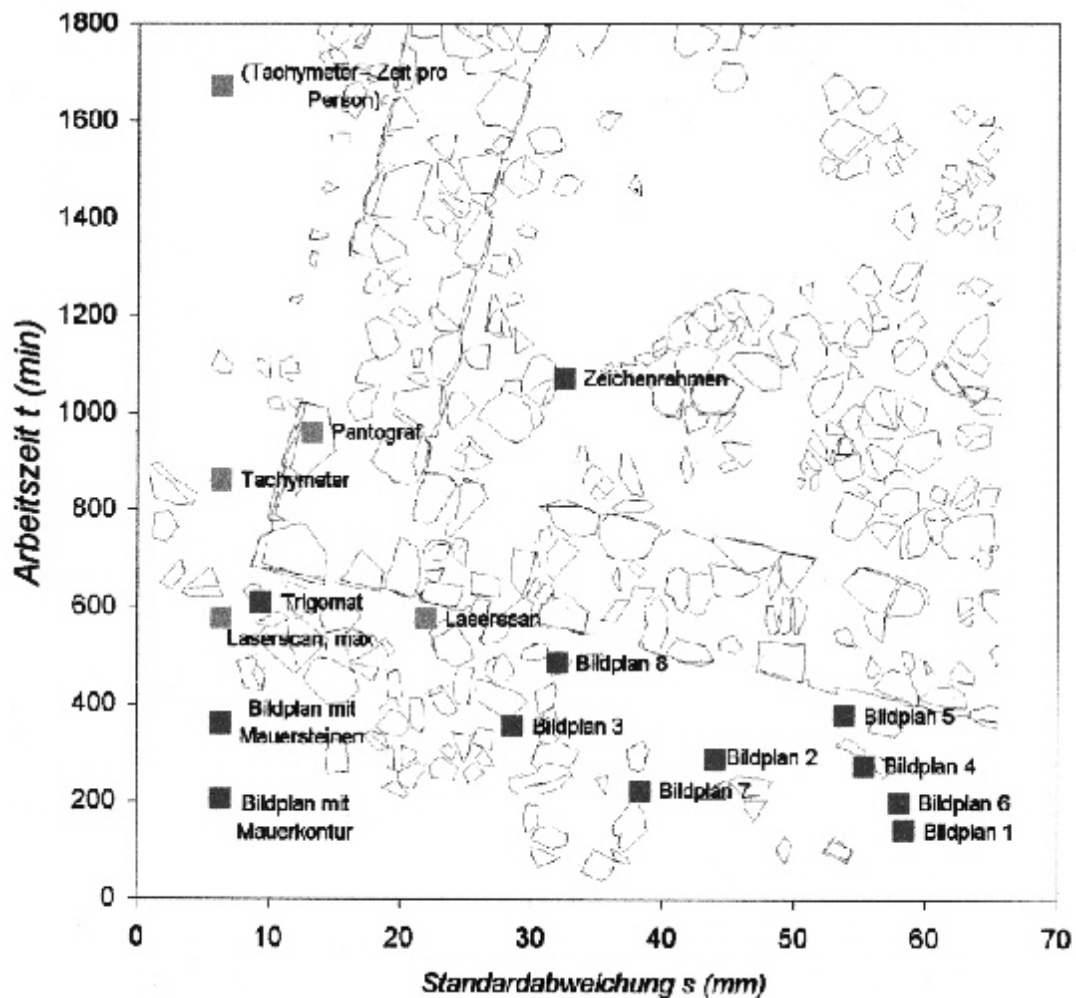 1800
1600
1400
1200
1000
800
600
400
200
0
Arbeitszeit t (min)
(Tachymeter - Zeit pro
Person)
Zeichenrahmen
Pantograf
Tachymeter
Trigomat
Laserscan, max
Laserscan
Bildplan 8
Bildplan mit
Mauersteinen
Bildplan 3
Bildplan 5
Bildplan 2
Bildplan 4
Bildplan 7
Bildplan mit
Mauerkontur
Bildplan 6
Bildplan 1
0 10 20 30 40 50 60 70
Standardabweichung s (mm)